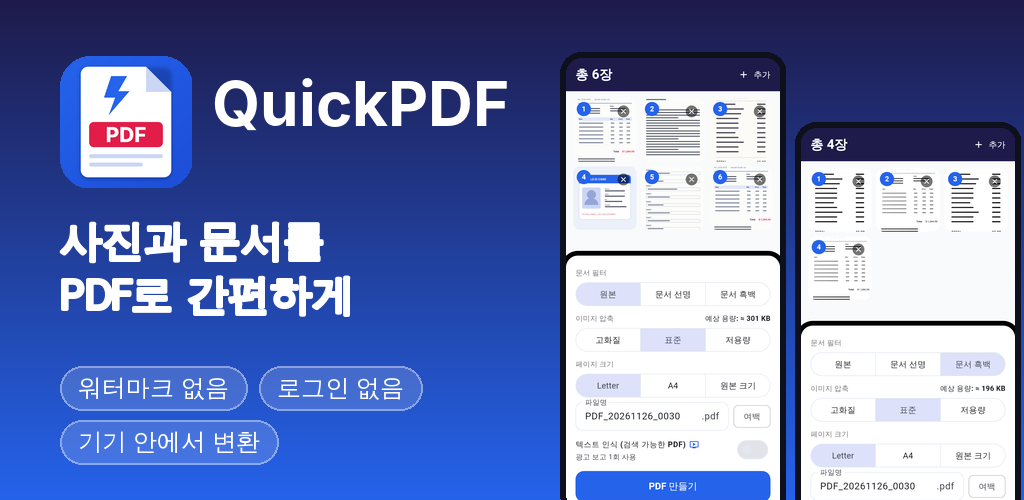 PDF
QuickPDF
사진과 문서를
PDF로 간편하게
워터마크 없음
로그인 없음
기기 안에서 변환
총 6장
+ 추가
1
2
3
4
5
6
문서 필터
원본
문서 선명
문서 흑백
이미지 압축
예상 용량: ≈ 301 KB
고화질
표준
저용량
페이지 크기
Letter
A4
원본 크기
파일명
PDF_20261126_0030
.pdf
여백
텍스트 인식 (검색 가능한 PDF)
광고 보고 1회 사용
PDF 만들기
총 4장
+ 추가
1
2
3
4
문서 필터
원본
문서 선명
문서 흑백
이미지 압축
예상 용량: ≈ 196 KB
고화질
표준
저용량
페이지 크기
Letter
A4
원본 크기
파일명
PDF_20261126_0030
.pdf
여백